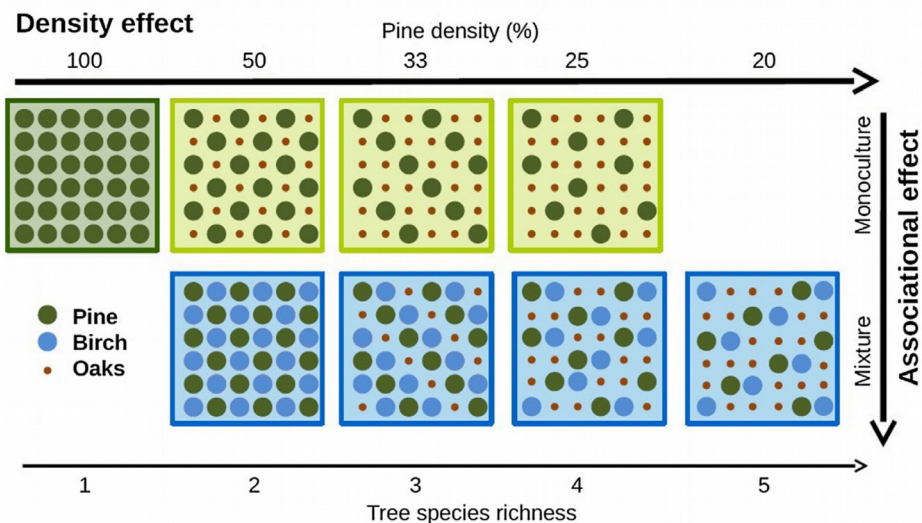 Density effect
Pine density (%)
100 50 33 25 20
Monoculture
Mixture
Associational effect
Pine
Birch
Oaks
1 2 3 4 5
Tree species richness